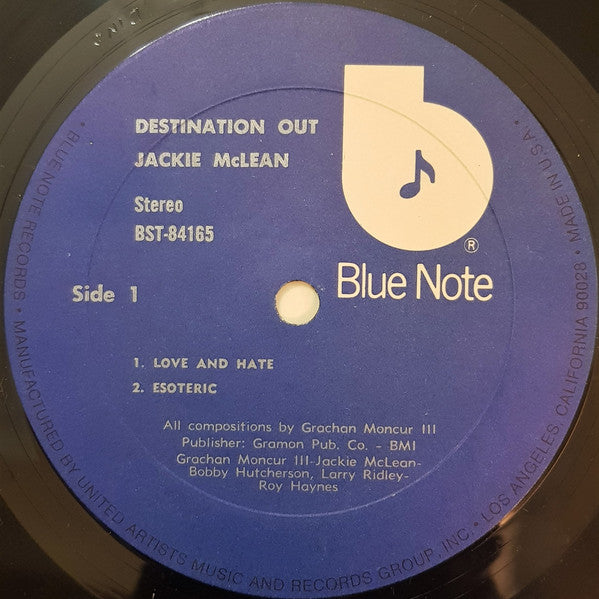 DESTINATION OUT
JACKIE McLEAN
Stereo
BST-84165
Side 1
®
Blue Note
1. LOVE AND HATE
2. ESOTERIC
All compositions by Grachan Moncur III
Publisher: Gramon Pub. Co. - BMI
Grachan Moncur III-Jackie McLean-
Bobby Hutcherson, Larry Ridley-
Roy Haynes
• BLUE NOTE RECORDS • MANUFACTURED BY UNITED ARTISTS MUSIC AND RECORDS GROUP, INC. • LOS ANGELES, CALIFORNIA 90028 • MADE IN U.S.A. •